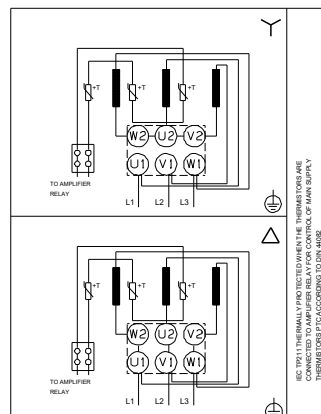 +T
+T
+T
W2 U2 V2
U1 V1 W1
TO AMPLIFIER
RELAY
L1 L2 L3
+T
+T
+T
W2 U2 V2
U1 V1 W1
TO AMPLIFIER
RELAY
L1 L2 L3
IEC TP211 THERMALLY PROTECTED WHEN THE THERMISTORS ARE
CONNECTED TO AMPLIFIER RELAY FOR CONTROL OF MAIN SUPPLY
THERMISTORS PTC ACCORDING TO DIN 44082